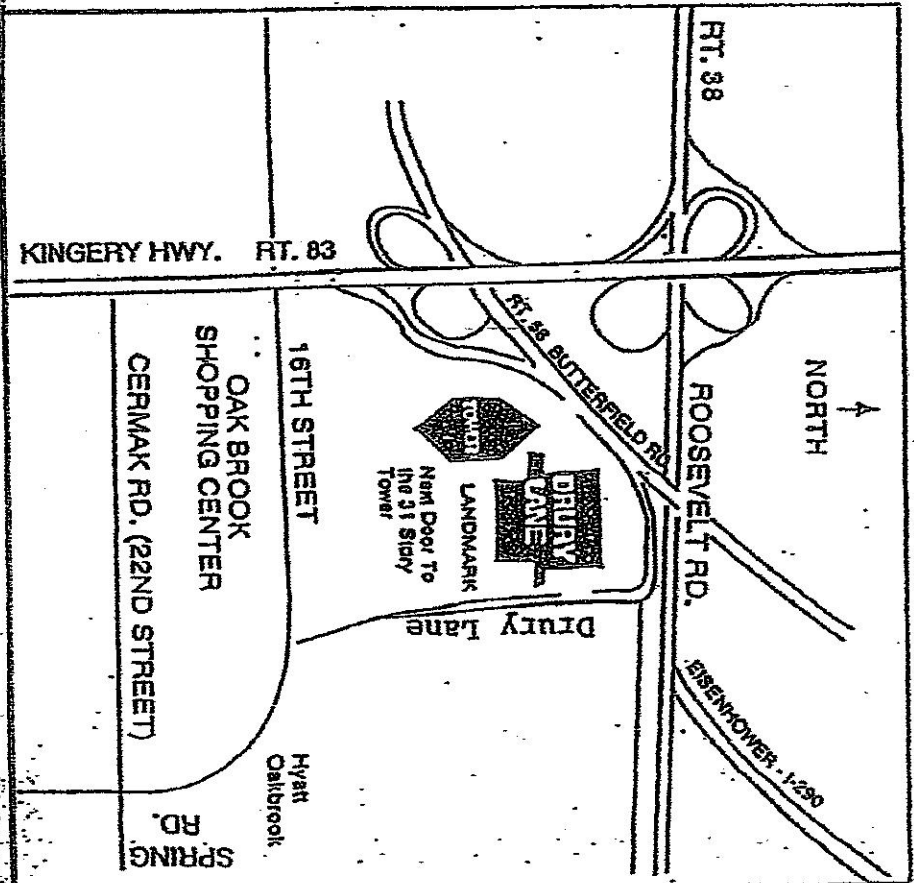 RT. 38
KINGERY HWY. RT. 83
NORTH
ROOSEVELT RD.
RT. 56 BUTTERFIELD RD.
EISENHOWER - I-290
TOWER
DRURY
LANE
LANDMARK
Next Door To
the 31 Story
Tower
Drury Lane
16TH STREET
OAK BROOK
SHOPPING CENTER
CERMAK RD. (22ND STREET)
Hyatt
Oakbrook
SPRING
RD.